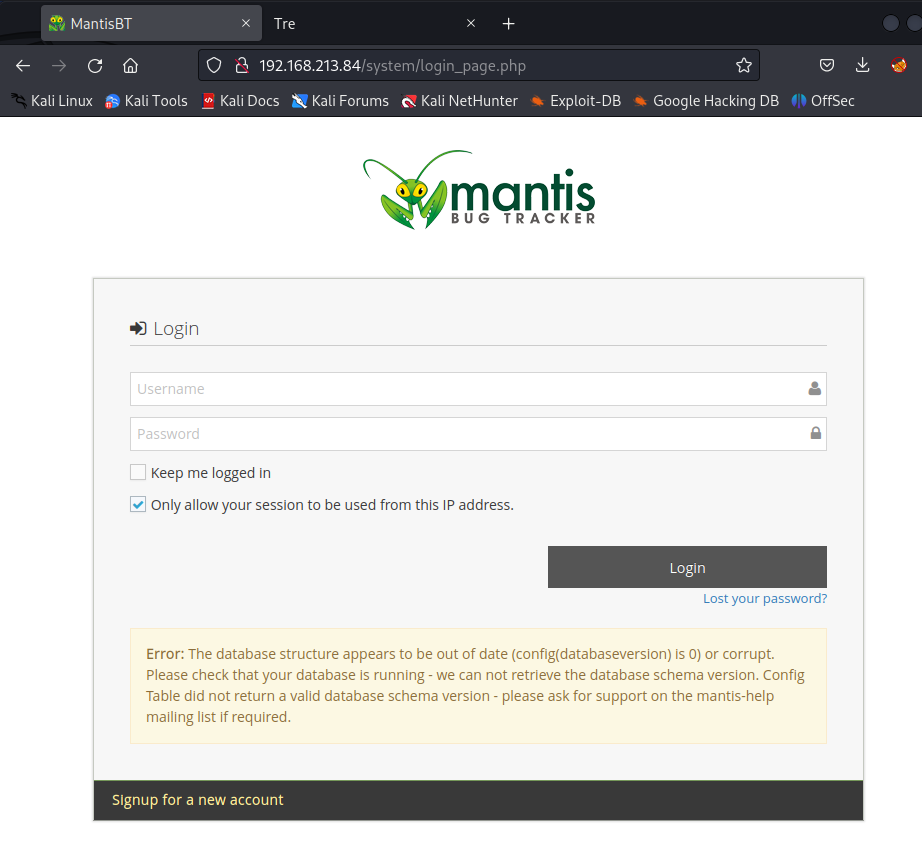 MantisBT
Tre
192.168.213.84/system/login_page.php
Kali Linux Kali Tools Kali Docs Kali Forums Kali NetHunter Exploit-DB Google Hacking DB OffSec
mantis
BUG TRACKER
Login
Username
Password
Keep me logged in
Only allow your session to be used from this IP address.
Login
Lost your password?
Error: The database structure appears to be out of date (config(databaseversion) is 0) or corrupt.
Please check that your database is running - we can not retrieve the database schema version. Config
Table did not return a valid database schema version - please ask for support on the mantis-help
mailing list if required.
Signup for a new account